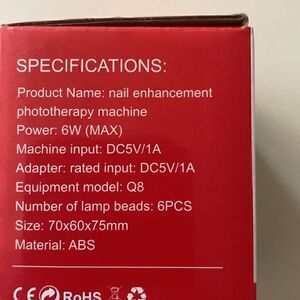 SPECIFICATIONS:
Product Name: nail enhancement
phototherapy machine
Power: 6W (MAX)
Machine input: DC5V/1A
Adapter: rated input: DC5V/1A
Equipment model: Q8
Number of lamp beads: 6PCS
Size: 70x60x75mm
Material: ABS
CE RoHS